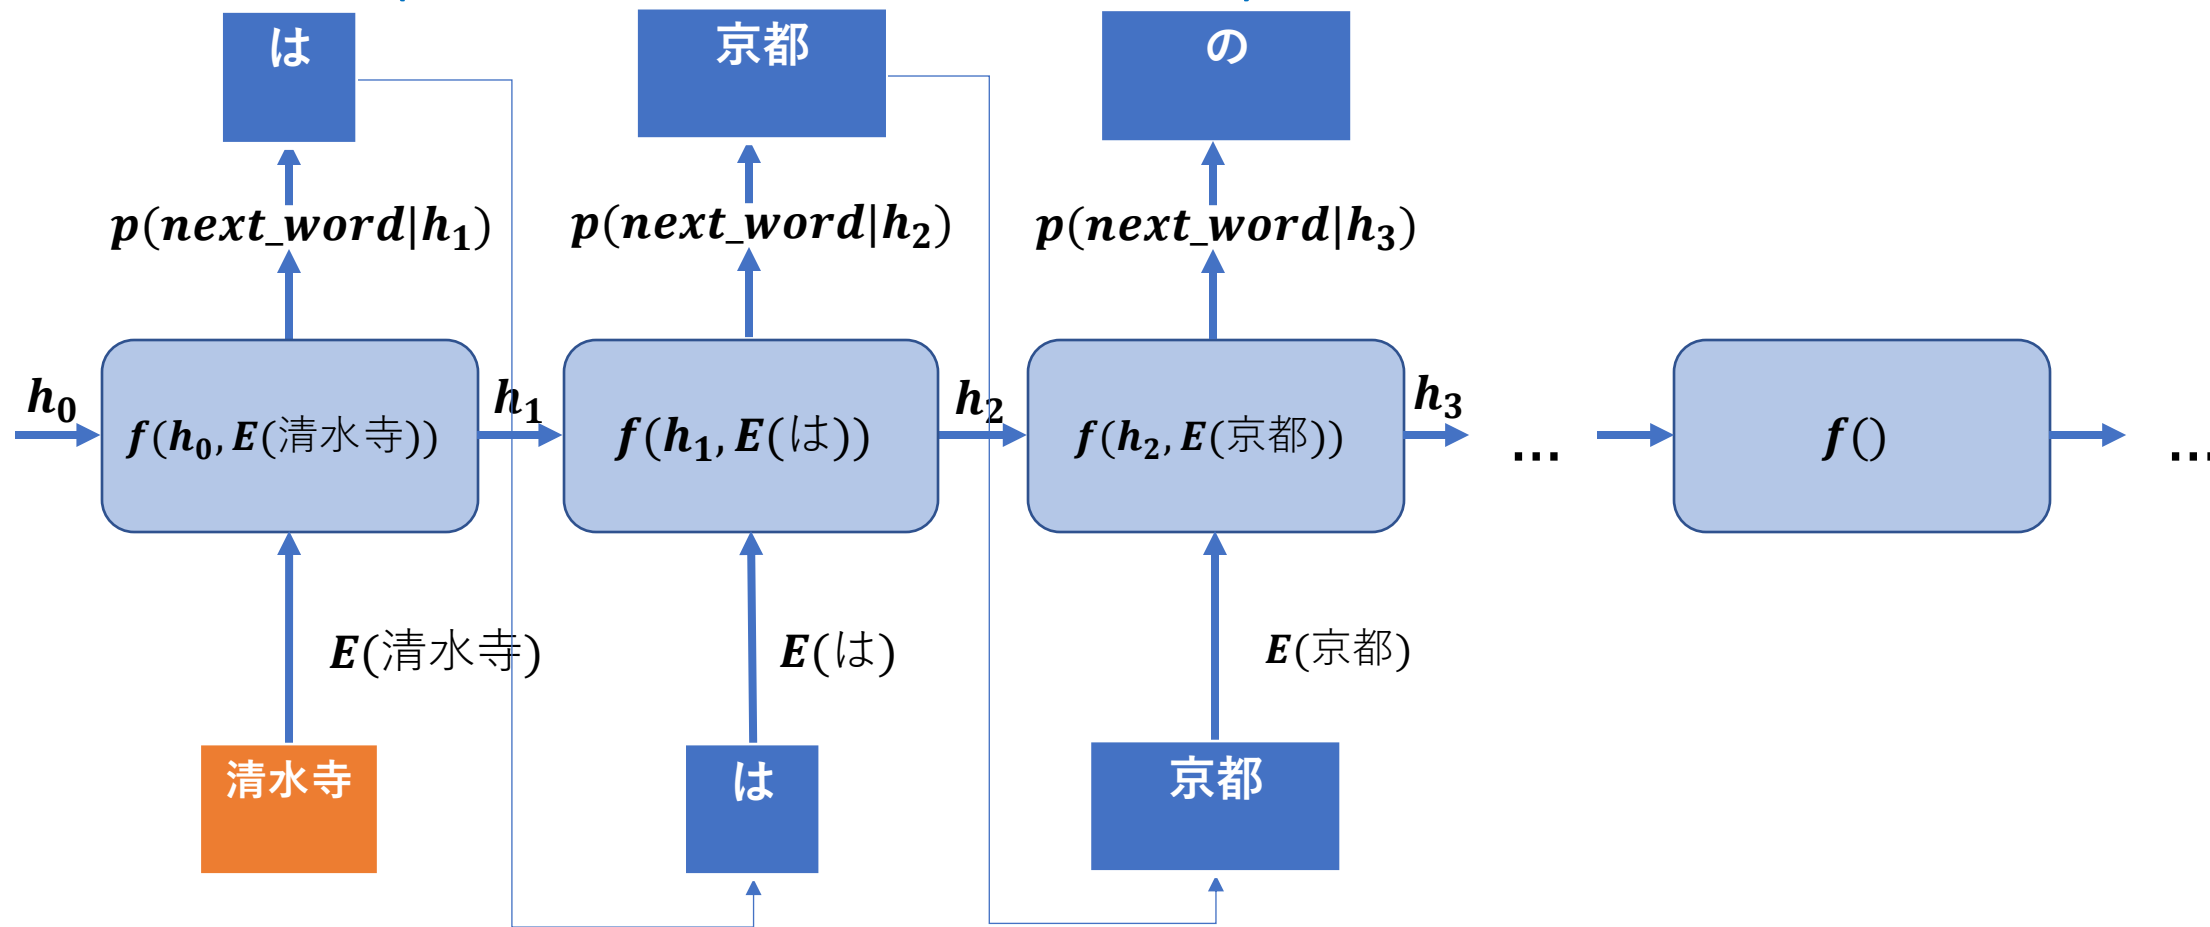 は 京都 の
p(next_word|h₁) p(next_word|h₂) p(next_word|h₃)
h₀ h₁ h₂ h₃
f(h₀, E(清水寺)) f(h₁, E(は)) f(h₂, E(京都)) … f() …
E(清水寺) E(は) E(京都)
清水寺 は 京都